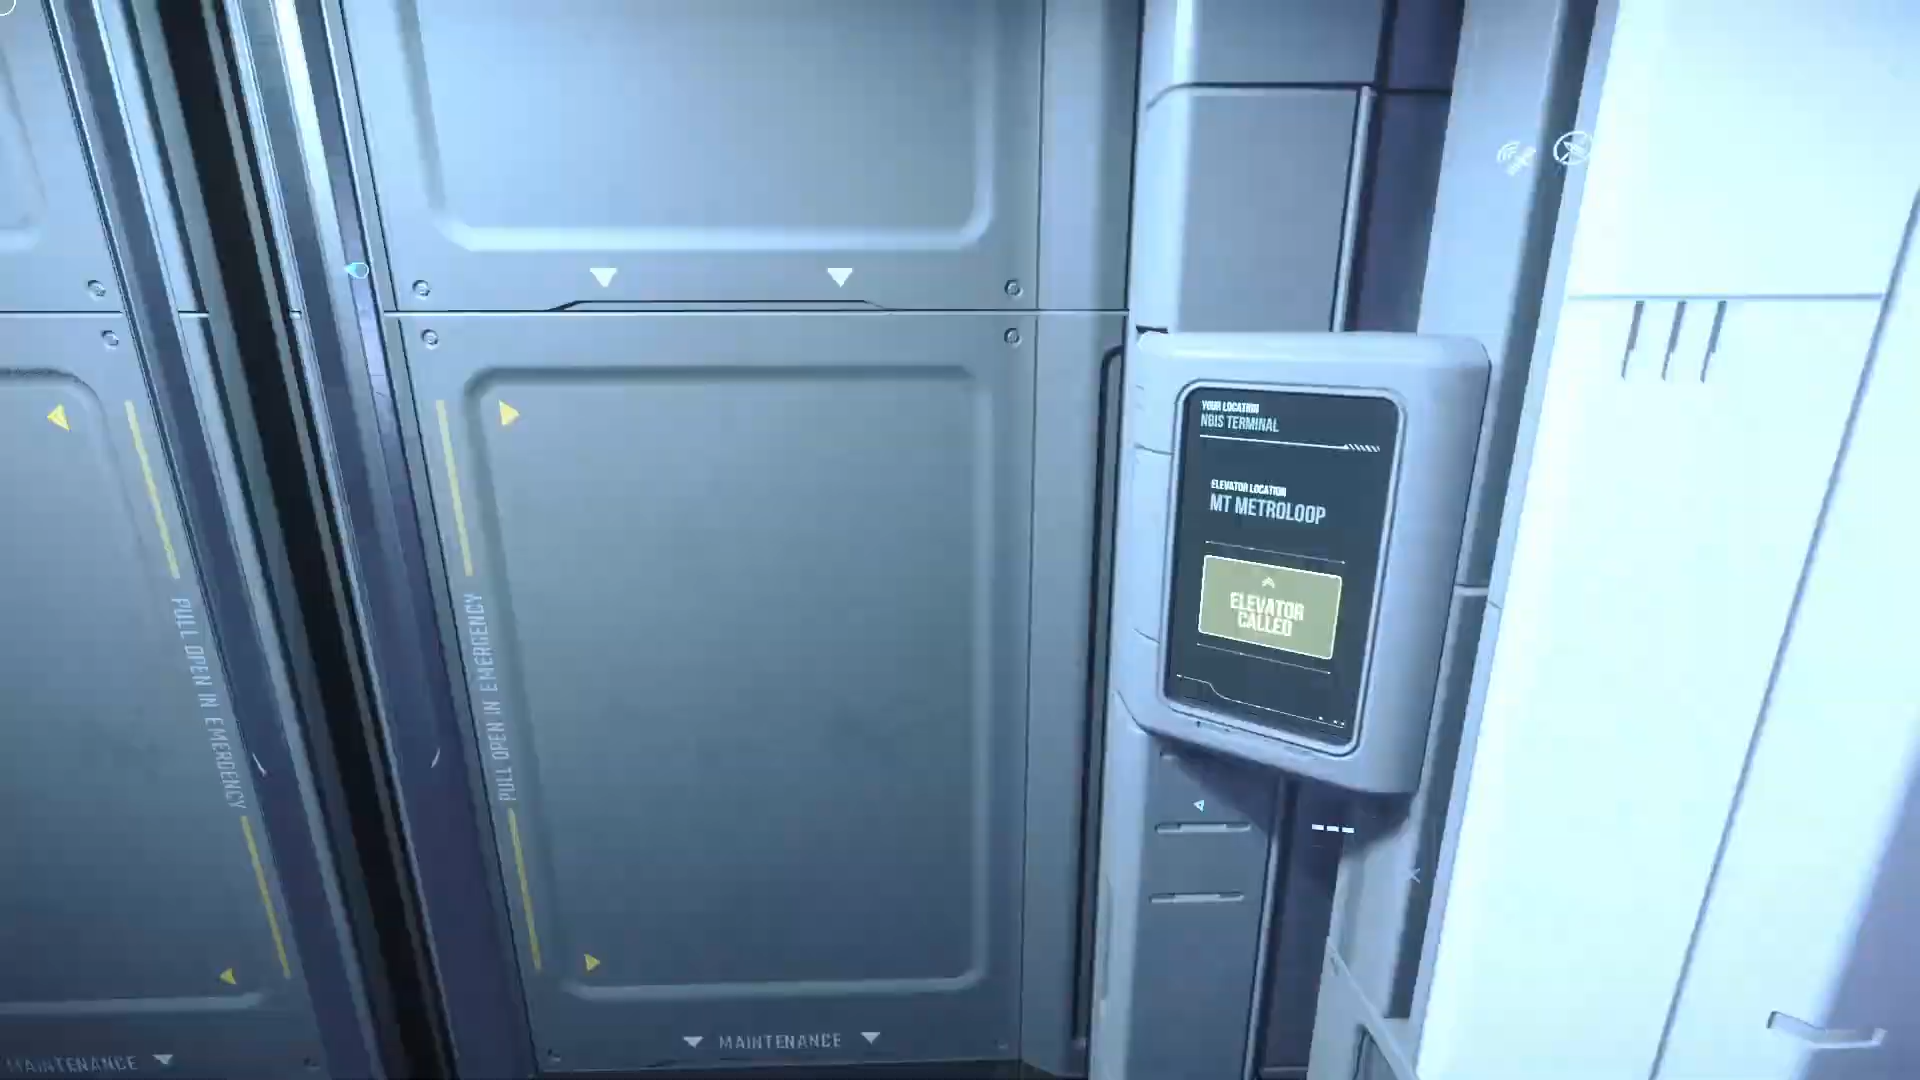 YOUR LOCATION
NBIS TERMINAL
ELEVATOR LOCATION
MT METROLOOP
ELEVATOR
CALLED
PULL OPEN IN EMERGENCY
PULL OPEN IN EMERGENCY
MAINTENANCE
MAINTENANCE